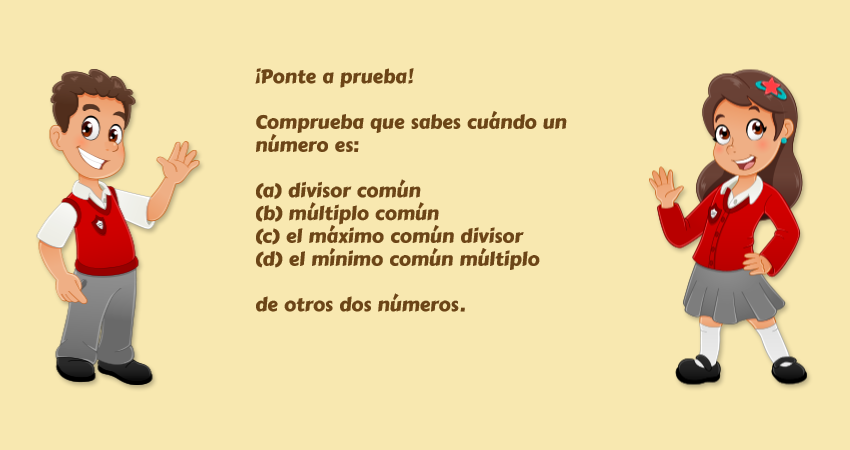 ¡Ponte a prueba!
Comprueba que sabes cuándo un
número es:
(a) divisor común
(b) múltiplo común
(c) el máximo común divisor
(d) el mínimo común múltiplo
de otros dos números.